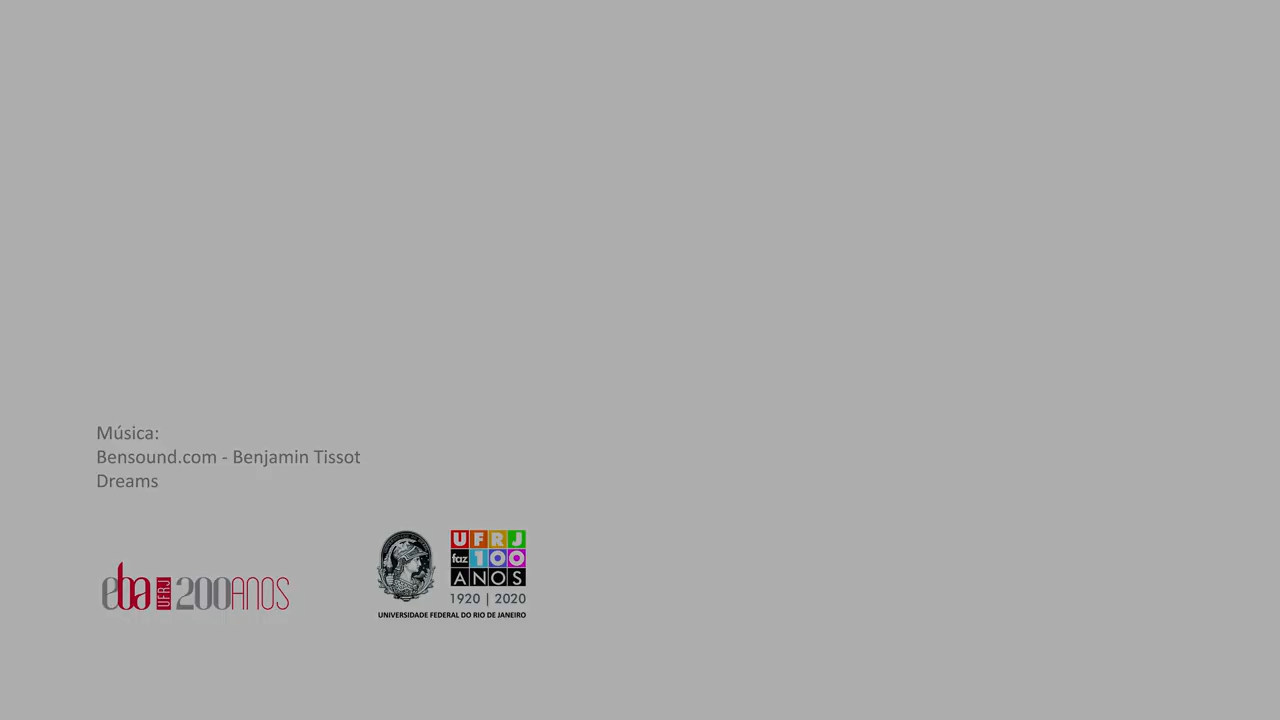 Música:
Bensound.com - Benjamin Tissot
Dreams
eba UFRJ 200ANOS
UFRJ
faz 100
ANOS
1920 | 2020
UNIVERSIDADE FEDERAL DO RIO DE JANEIRO